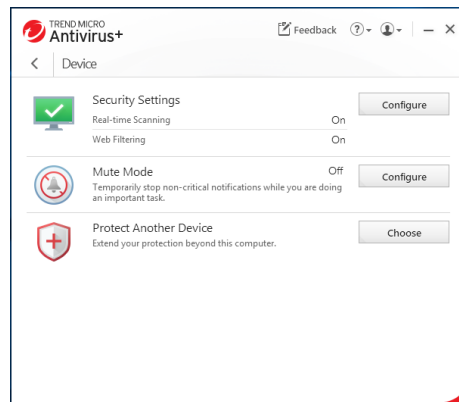 TREND MICRO
Antivirus+
Feedback
?
< Device
Security Settings
Configure
Real-time Scanning On
Web Filtering On
Mute Mode Off
Configure
Temporarily stop non-critical notifications while you are doing
an important task.
Protect Another Device
Choose
Extend your protection beyond this computer.